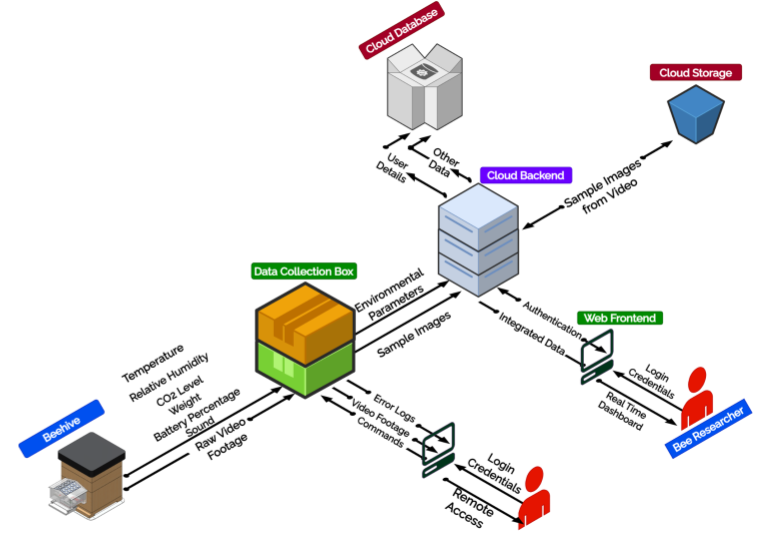 Cloud Database
Cloud Storage
User
Details
Other
Data
Cloud Backend
Sample Images
from Video
Data Collection Box
Environmental
Parameters
Sample Images
Authentication
Integrated Data
Web Frontend
Login
Credentials
Real Time
Dashboard
Bee Researcher
Temperature
Relative Humidity
CO2 Level
Weight
Battery Percentage
Sound
Raw Video
Footage
Beehive
Error Logs
Video Footage
Commands
Login
Credentials
Remote
Access